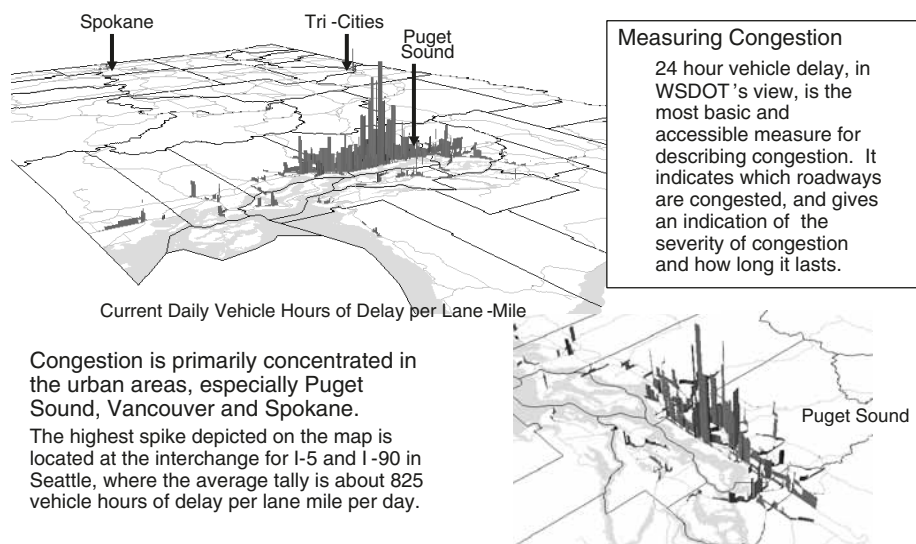 Spokane
Tri -Cities
Puget
Sound
Measuring Congestion
24 hour vehicle delay, in
WSDOT 's view, is the
most basic and
accessible measure for
describing congestion. It
indicates which roadways
are congested, and gives
an indication of the
severity of congestion
and how long it lasts.
Current Daily Vehicle Hours of Delay per Lane -Mile
Congestion is primarily concentrated in
the urban areas, especially Puget
Sound, Vancouver and Spokane.
The highest spike depicted on the map is
located at the interchange for I-5 and I -90 in
Seattle, where the average tally is about 825
vehicle hours of delay per lane mile per day.
Puget Sound